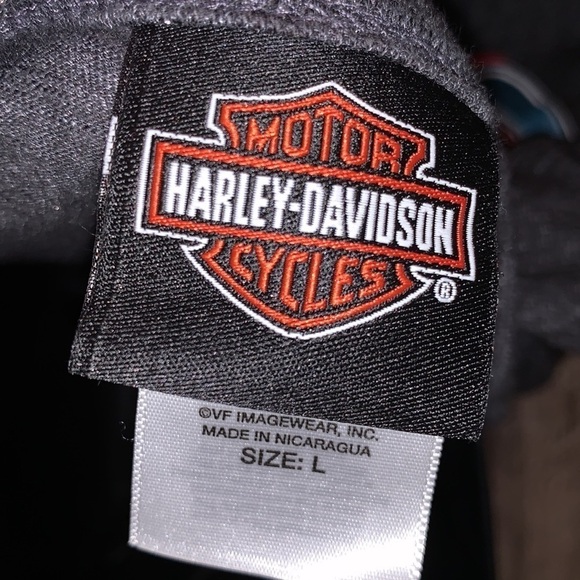 MOTOR
HARLEY-DAVIDSON
CYCLES
®
©VF IMAGEWEAR, INC.
MADE IN NICARAGUA
SIZE: L